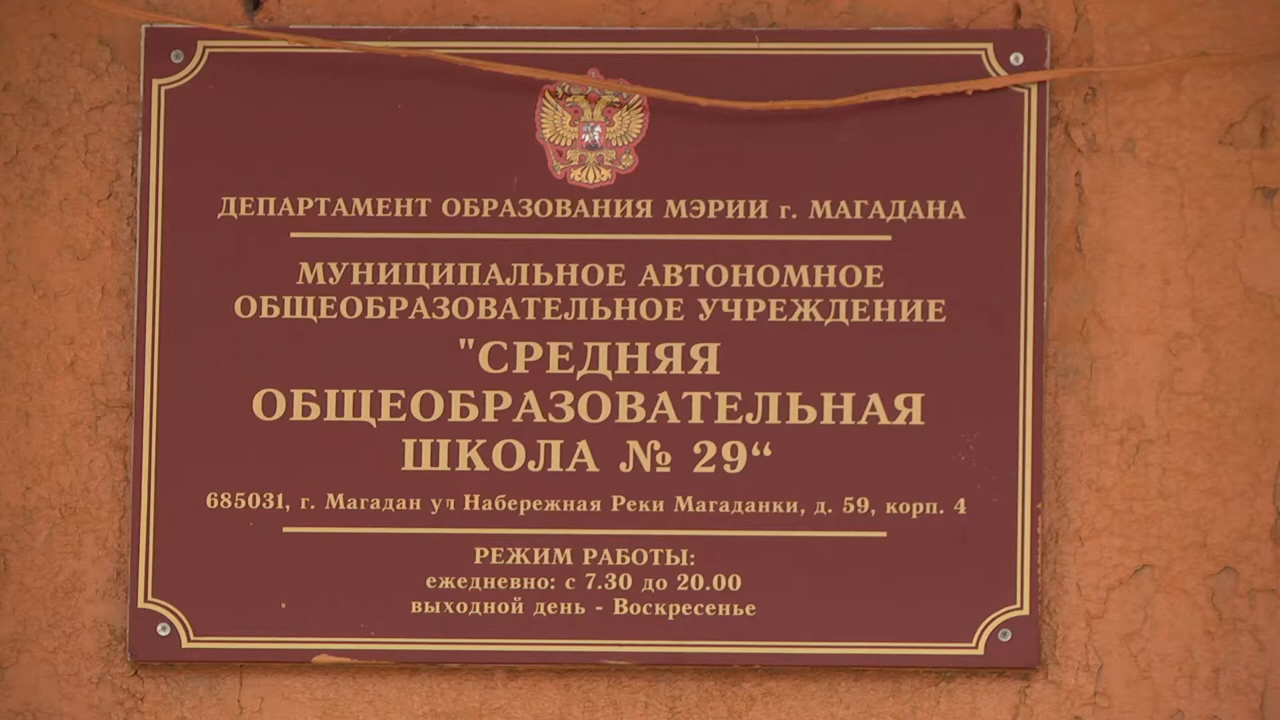 ДЕПАРТАМЕНТ ОБРАЗОВАНИЯ МЭРИИ г. МАГАДАНА
МУНИЦИПАЛЬНОЕ АВТОНОМНОЕ
ОБЩЕОБРАЗОВАТЕЛЬНОЕ УЧРЕЖДЕНИЕ
"СРЕДНЯЯ
ОБЩЕОБРАЗОВАТЕЛЬНАЯ
ШКОЛА № 29“
685031, г. Магадан ул Набережная Реки Магаданки, д. 59, корп. 4
РЕЖИМ РАБОТЫ:
ежедневно: с 7.30 до 20.00
выходной день - Воскресенье